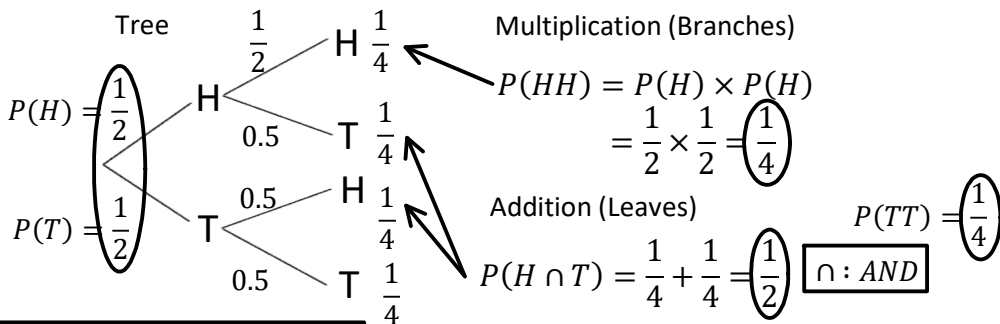 Tree
1/2
H 1/4
Multiplication (Branches)
P(H) = 1/2
H
P(HH) = P(H) × P(H)
0.5
T 1/4
= 1/2 × 1/2 = 1/4
P(T) = 1/2
T
0.5
H 1/4
Addition (Leaves)
P(TT) = 1/4
0.5
T 1/4
P(H ∩ T) = 1/4 + 1/4 = 1/2
∩ : AND